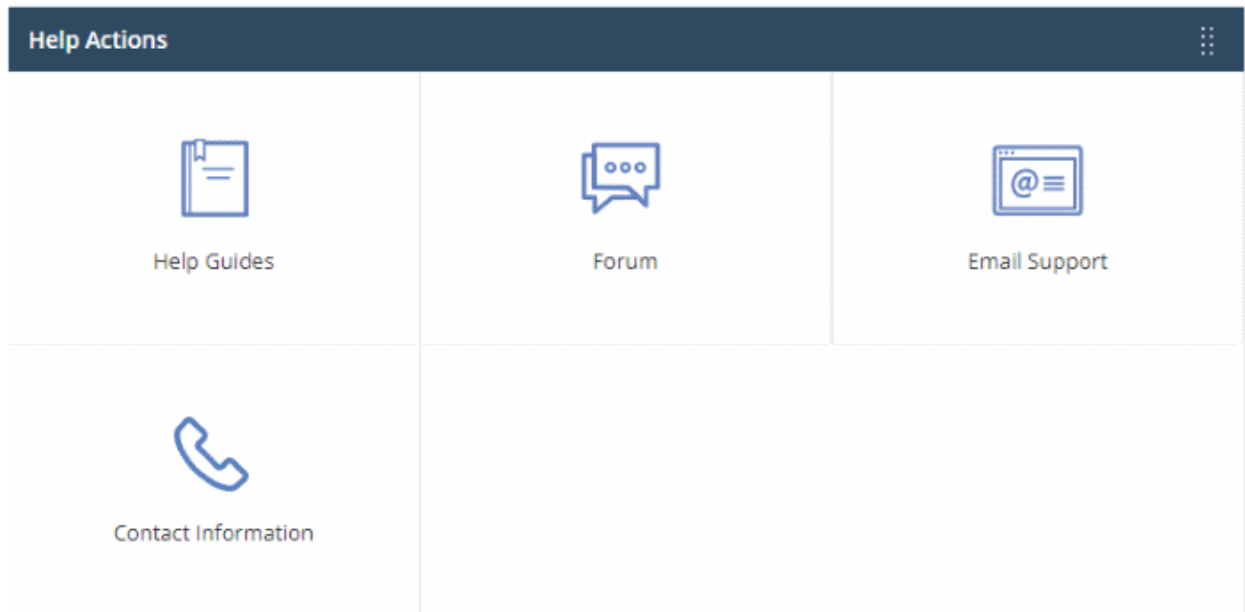 Help Actions
Help Guides
Forum
Email Support
Contact Information